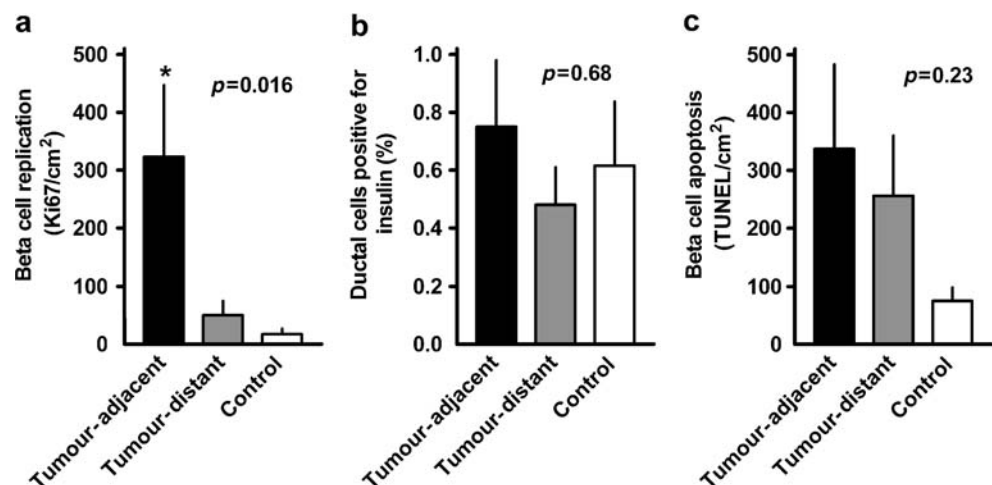 a
Beta cell replication
(Ki67/cm²)
500
400
300
200
100
0
*
p=0.016
Tumour-adjacent
Tumour-distant
Control
b
Ductal cells positive for
insulin (%)
1.0
0.8
0.6
0.4
0.2
0.0
p=0.68
Tumour-adjacent
Tumour-distant
Control
c
Beta cell apoptosis
(TUNEL/cm²)
500
400
300
200
100
0
p=0.23
Tumour-adjacent
Tumour-distant
Control